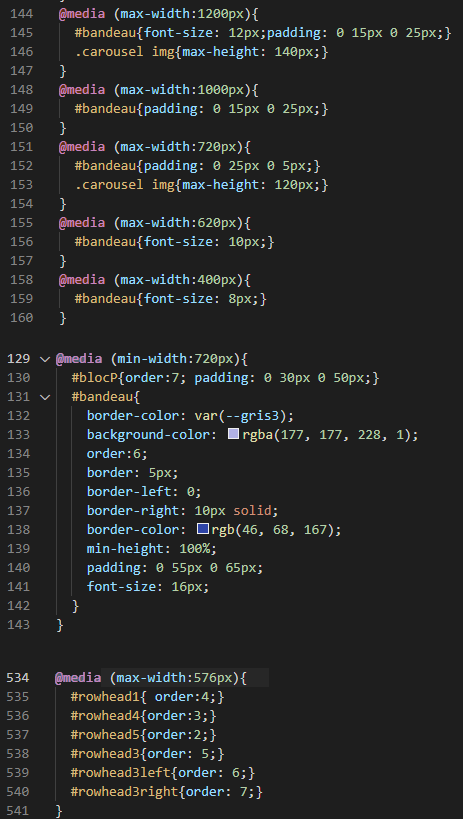 144 @media (max-width:1200px){
145 #bandeau{font-size: 12px;padding: 0 15px 0 25px;}
146 .carousel img{max-height: 140px;}
147 }
148 @media (max-width:1000px){
149 #bandeau{padding: 0 15px 0 25px;}
150 }
151 @media (max-width:720px){
152 #bandeau{padding: 0 25px 0 5px;}
153 .carousel img{max-height: 120px;}
154 }
155 @media (max-width:620px){
156 #bandeau{font-size: 10px;}
157 }
158 @media (max-width:400px){
159 #bandeau{font-size: 8px;}
160 }
129 @media (min-width:720px){
130 #blocP{order:7; padding: 0 30px 0 50px;}
131 #bandeau{
132 border-color: var(--gris3);
133 background-color: rgba(177, 177, 228, 1);
134 order:6;
135 border: 5px;
136 border-left: 0;
137 border-right: 10px solid;
138 border-color: rgb(46, 68, 167);
139 min-height: 100%;
140 padding: 0 55px 0 65px;
141 font-size: 16px;
142 }
143 }
534 @media (max-width:576px){
535 #rowhead1{ order:4;}
536 #rowhead4{order:3;}
537 #rowhead5{order:2;}
538 #rowhead3{order: 5;}
539 #rowhead3left{order: 6;}
540 #rowhead3right{order: 7;}
541 }